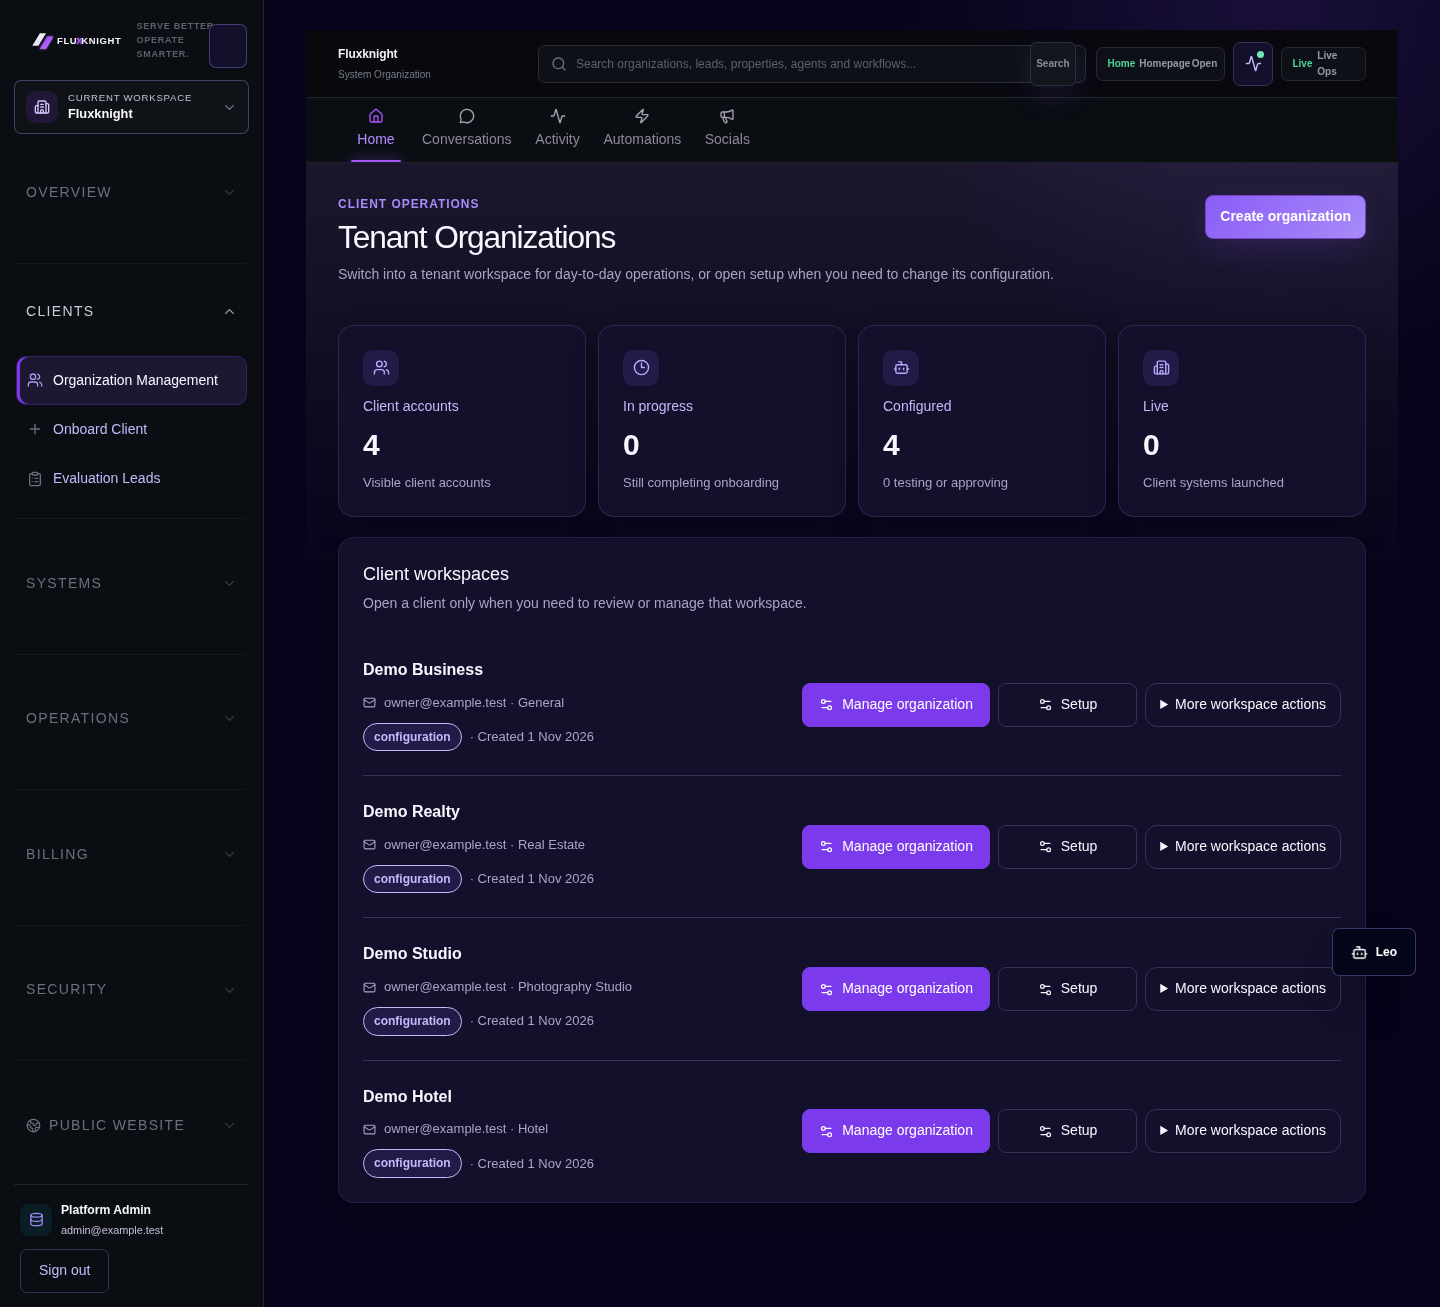 FLUXKNIGHT
SERVE BETTER
OPERATE
SMARTER.
CURRENT WORKSPACE
Fluxknight
OVERVIEW
CLIENTS
Organization Management
Onboard Client
Evaluation Leads
SYSTEMS
OPERATIONS
BILLING
SECURITY
PUBLIC WEBSITE
Platform Admin
admin@example.test
Sign out
Fluxknight
System Organization
Search organizations, leads, properties, agents and workflows...
Search
Home Homepage Open
Live Live Ops
Home
Conversations
Activity
Automations
Socials
CLIENT OPERATIONS
Tenant Organizations
Switch into a tenant workspace for day-to-day operations, or open setup when you need to change its configuration.
Create organization
Client accounts
4
Visible client accounts
In progress
0
Still completing onboarding
Configured
4
0 testing or approving
Live
0
Client systems launched
Client workspaces
Open a client only when you need to review or manage that workspace.
Demo Business
owner@example.test · General
configuration · Created 1 Nov 2026
Manage organization
Setup
More workspace actions
Demo Realty
owner@example.test · Real Estate
configuration · Created 1 Nov 2026
Manage organization
Setup
More workspace actions
Demo Studio
owner@example.test · Photography Studio
configuration · Created 1 Nov 2026
Manage organization
Setup
More workspace actions
Leo
Demo Hotel
owner@example.test · Hotel
configuration · Created 1 Nov 2026
Manage organization
Setup
More workspace actions